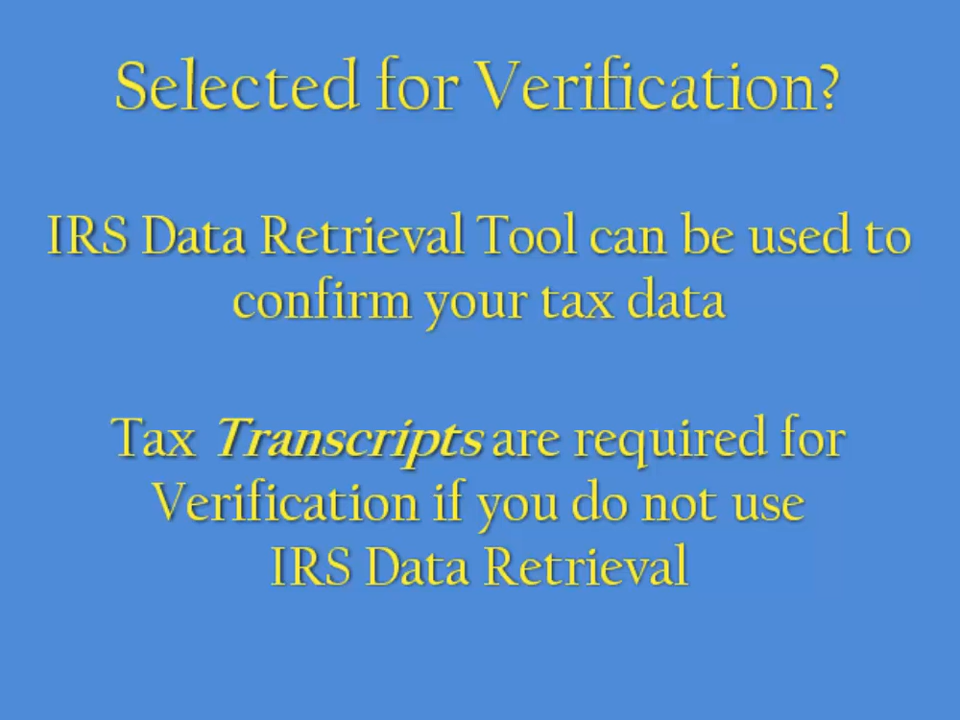 Selected for Verification?
IRS Data Retrieval Tool can be used to
confirm your tax data
Tax Transcripts are required for
Verification if you do not use
IRS Data Retrieval